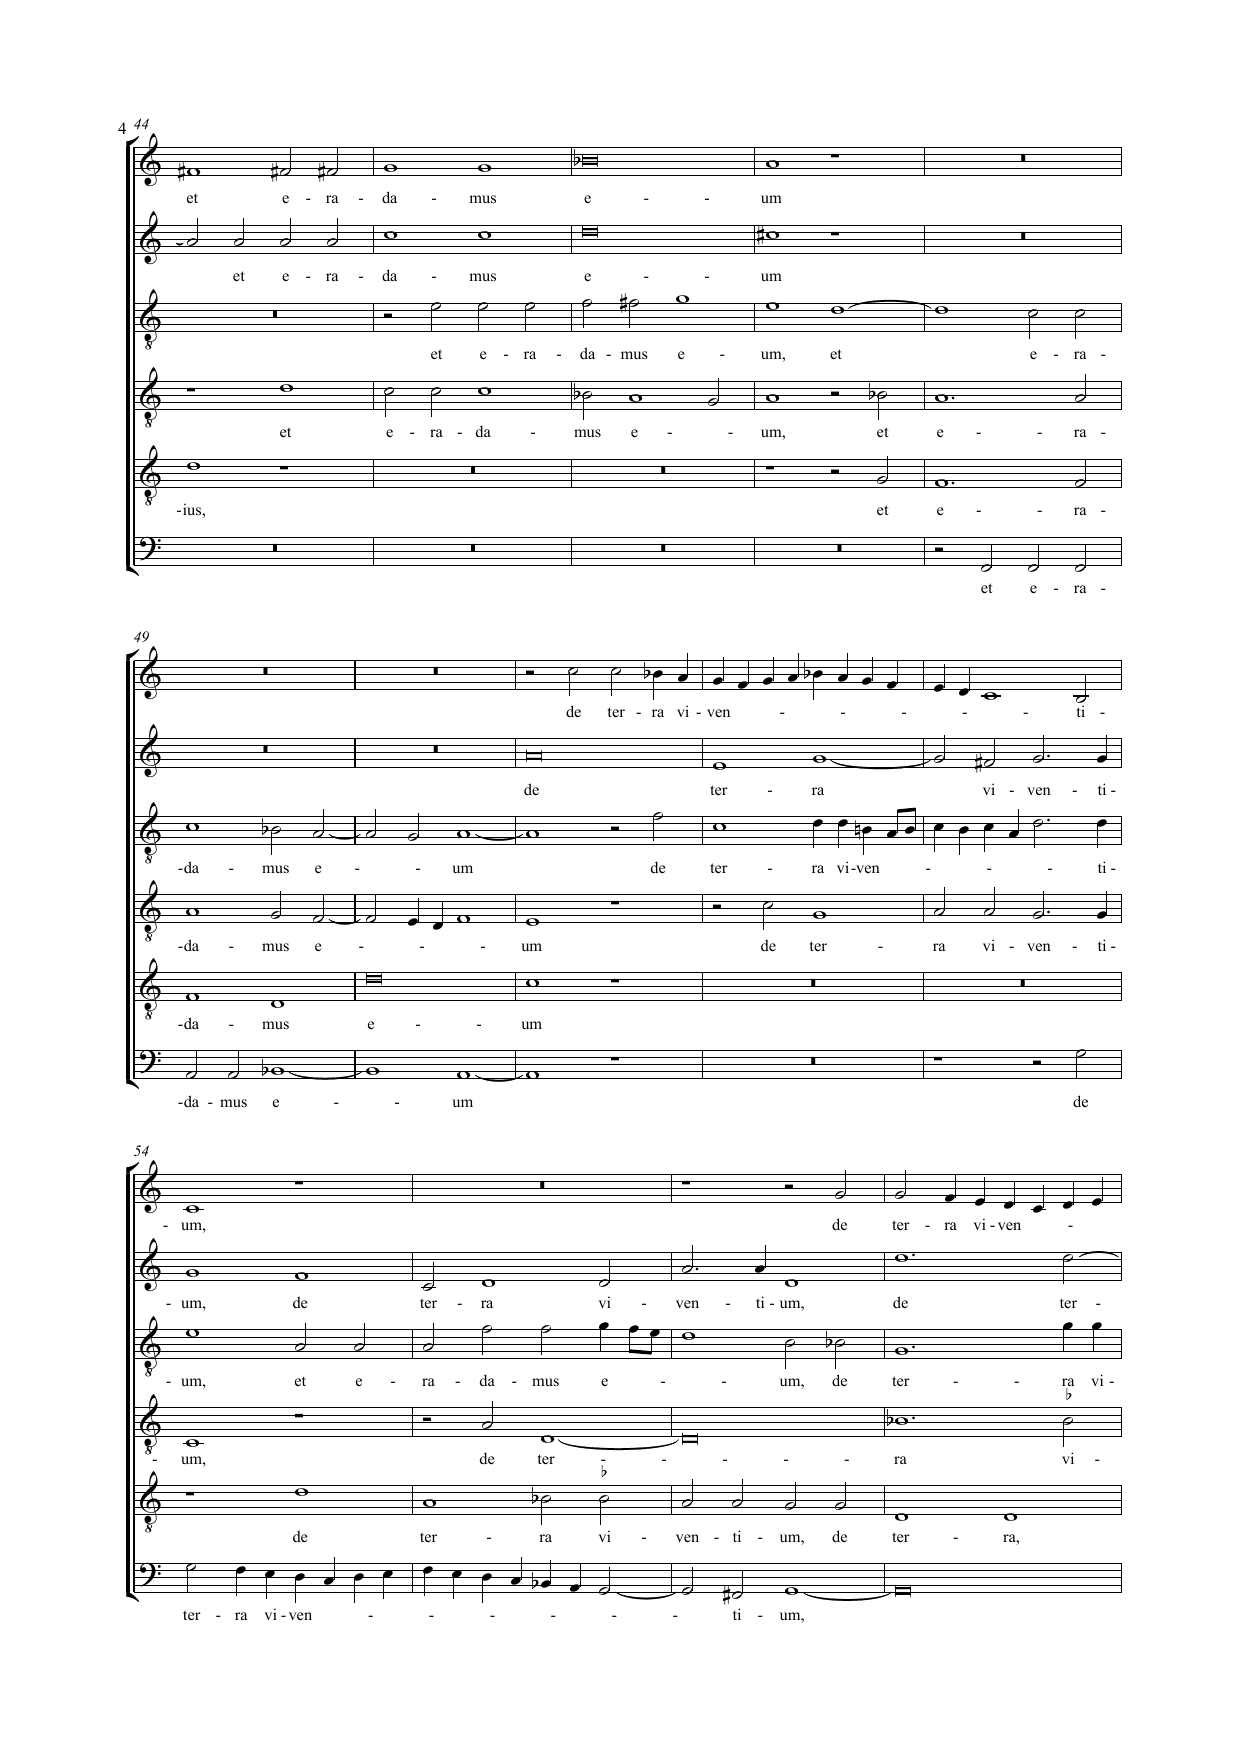 4 44
et e - ra - da - mus e - - um
et e - ra - da - mus e - - um
et e - ra - da - mus e - um, et e - ra -
et e - ra - da - mus e - - um, et e - - ra -
-ius, et e - - ra -
et e - ra -
49
de ter - ra vi - ven - - - - - ti -
de ter - ra vi - ven - ti -
-da - mus e - - um de ter - ra vi - ven - - - ti -
-da - mus e - - - um de ter - ra vi - ven - ti -
-da - mus e - - um
-da - mus e - - um de
54
- um, de ter - ra vi - ven -
- um, de ter - ra vi - ven - ti - um, de ter -
- um, et e - ra - da - mus e - - um, de ter - - ra vi -
- um, de ter - - - - ra vi -
de ter - ra vi - ven - ti - um, de ter - ra,
ter - ra vi - ven - - - - - - ti - um,